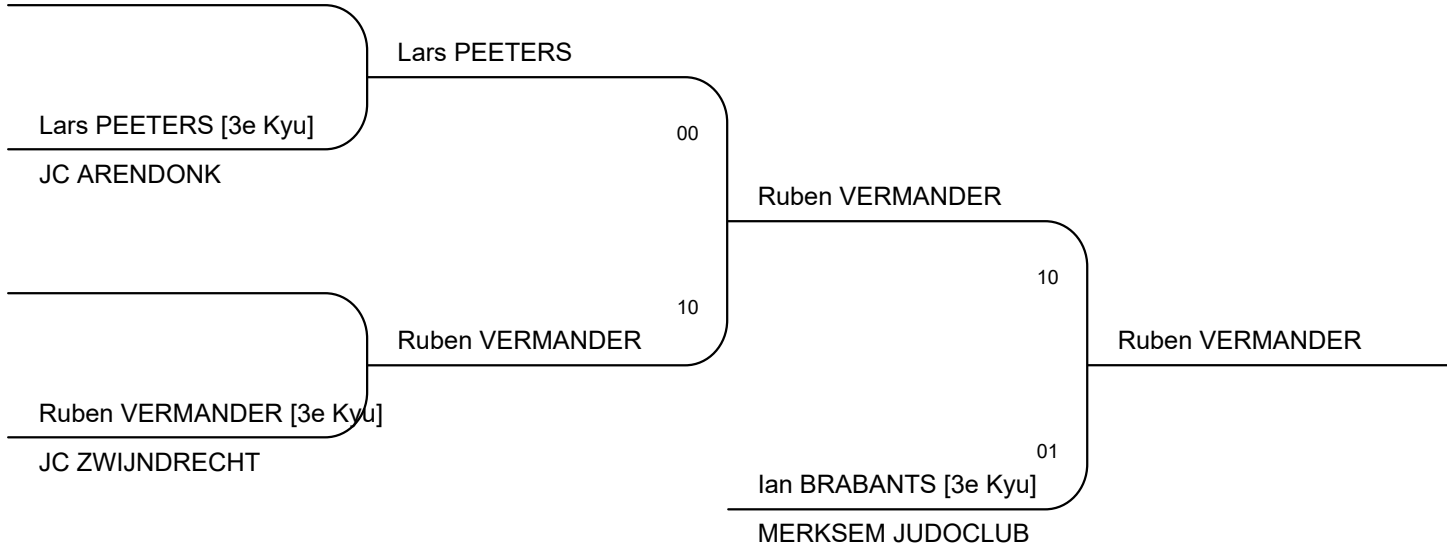 Lars PEETERS
Lars PEETERS [3e Kyu]
00
JC ARENDONK
Ruben VERMANDER
10
10
Ruben VERMANDER
Ruben VERMANDER
Ruben VERMANDER [3e Kyu]
JC ZWIJNDRECHT
01
Ian BRABANTS [3e Kyu]
MERKSEM JUDOCLUB